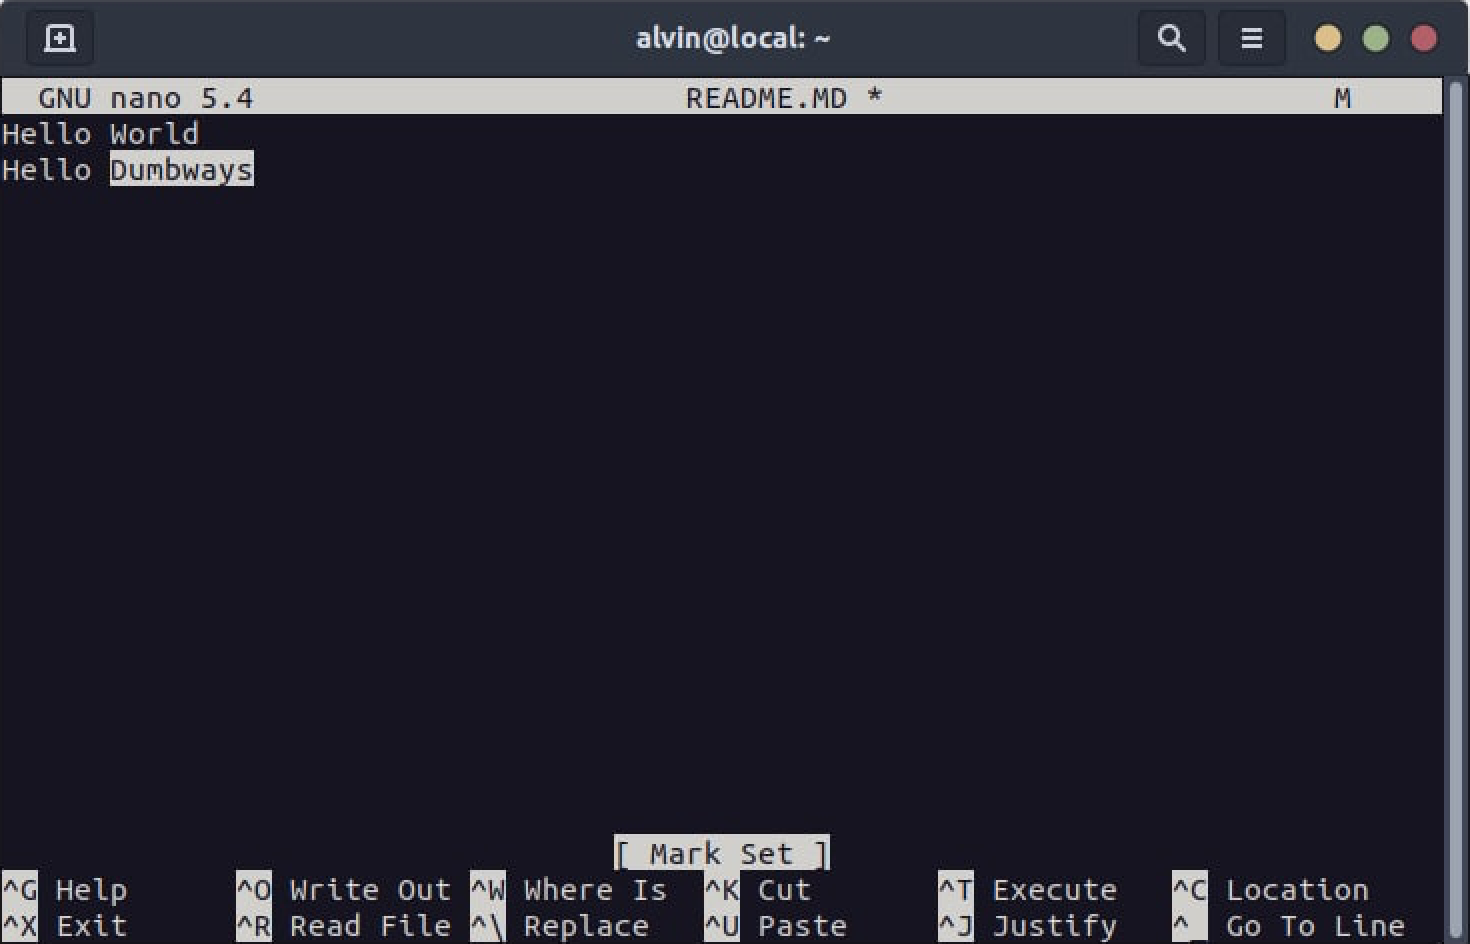 alvin@local: ~
GNU nano 5.4 README.MD * M
Hello World
Hello Dumbways
[ Mark Set ]
^G Help ^O Write Out ^W Where Is ^K Cut ^T Execute ^C Location
^X Exit ^R Read File ^\ Replace ^U Paste ^J Justify ^_ Go To Line